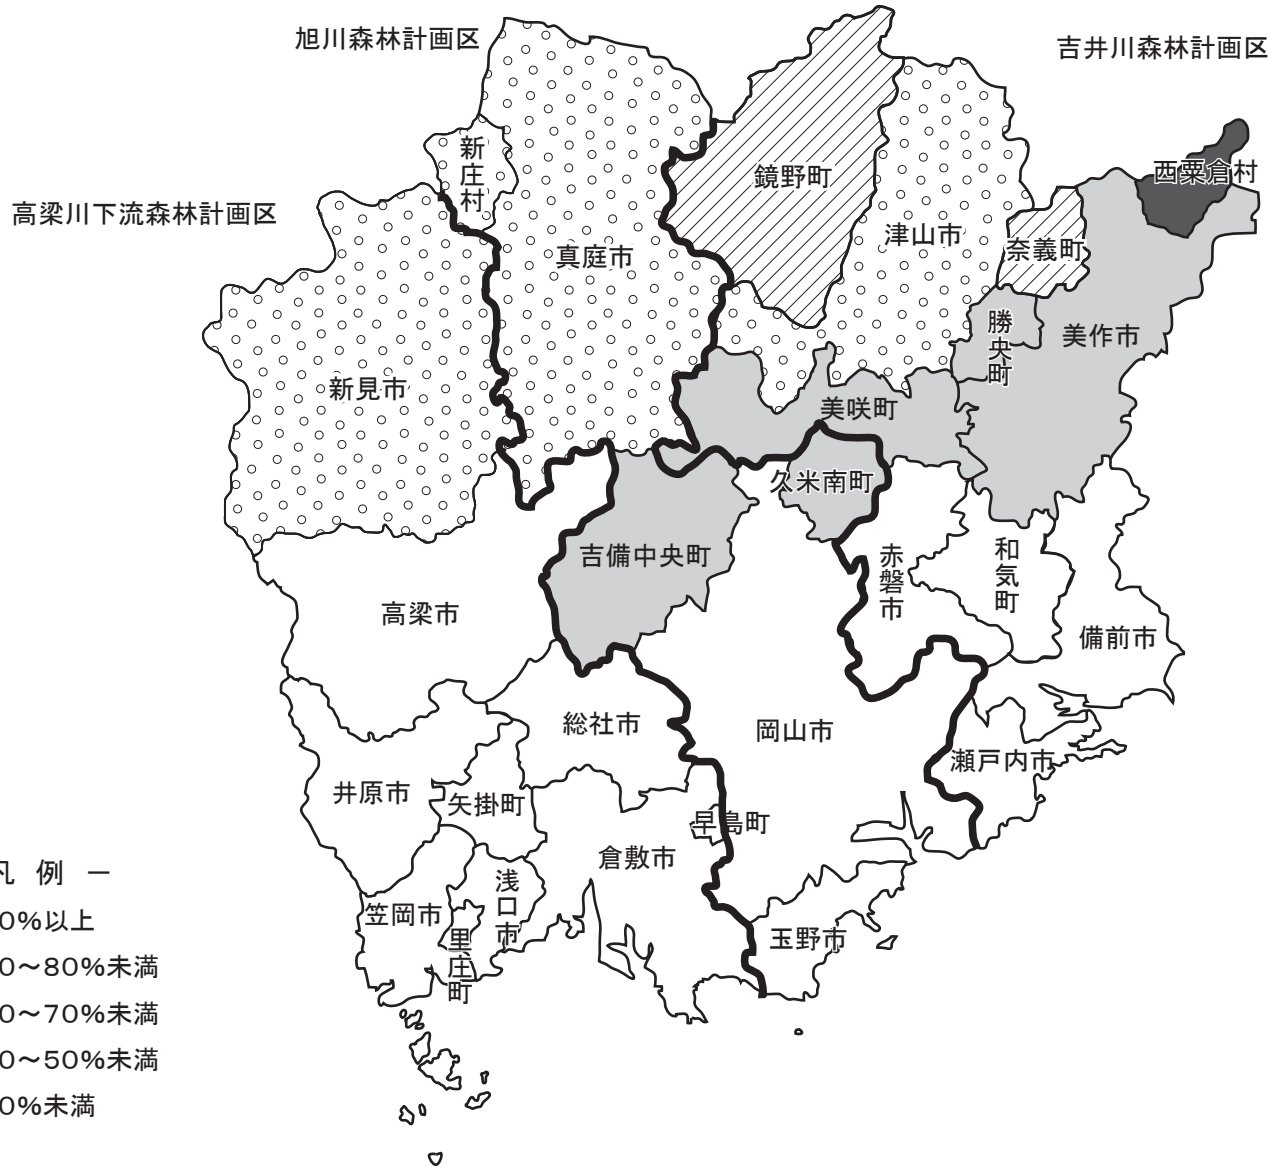 旭川森林計画区
吉井川森林計画区
高梁川下流森林計画区
新庄村
真庭市
鏡野町
津山市
奈義町
西粟倉村
勝央町
美作市
新見市
美咲町
久米南町
吉備中央町
高梁市
赤磐市
和気町
備前市
総社市
岡山市
瀬戸内市
井原市
矢掛町
早島町
倉敷市
浅口市
笠岡市
里庄町
玉野市
凡 例 ー
0%以上
0〜80%未満
0〜70%未満
0〜50%未満
0%未満